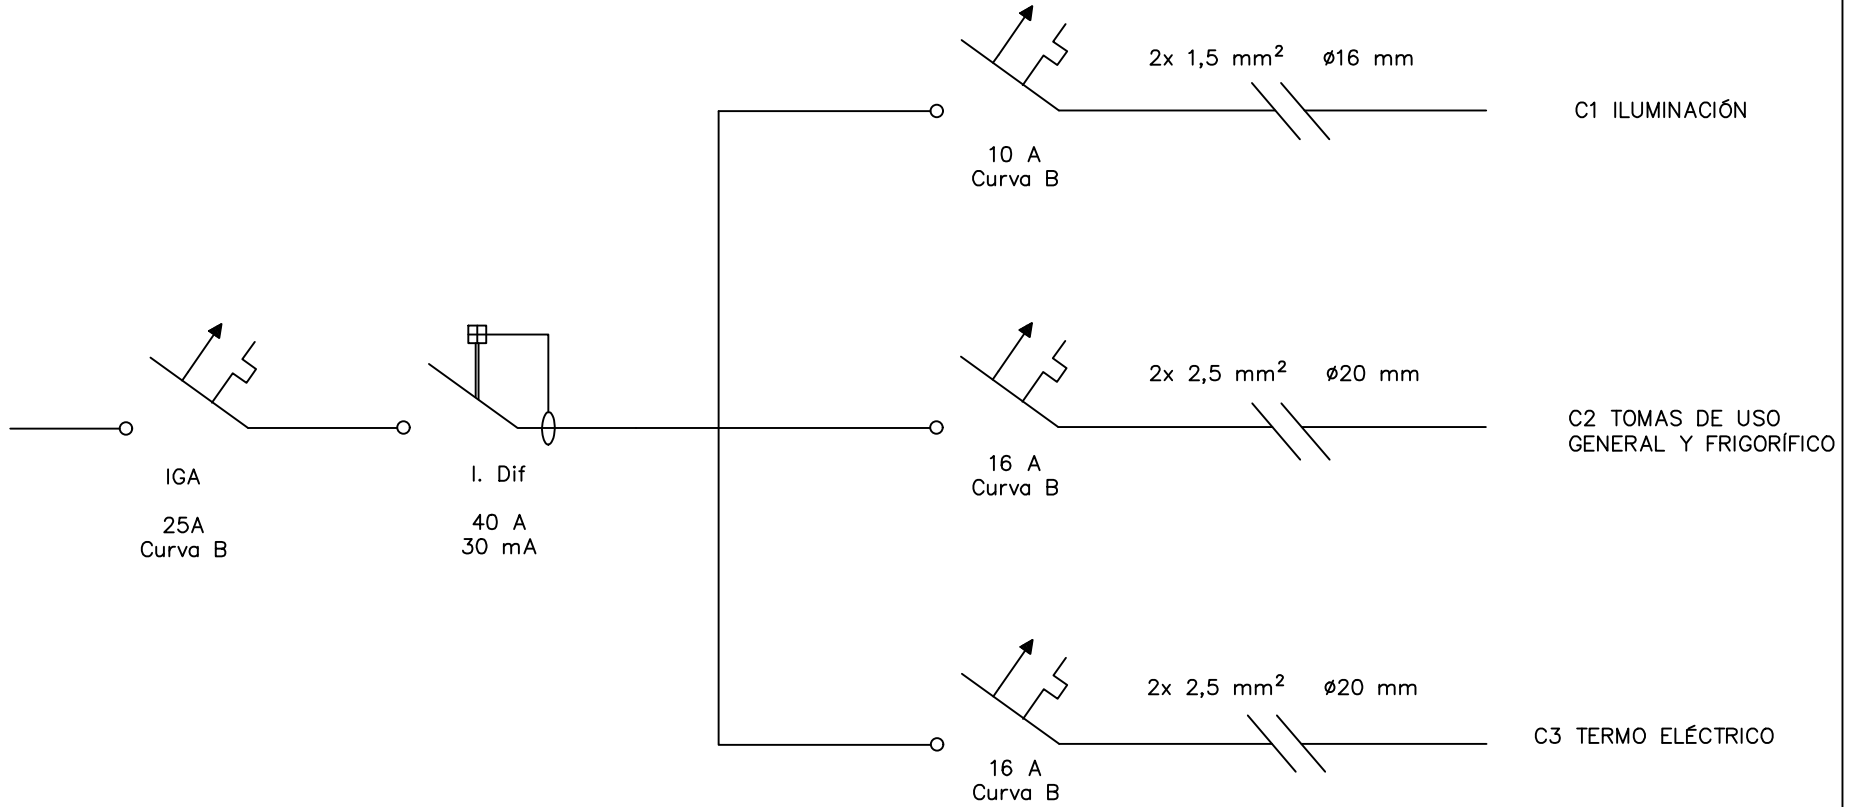 2x 1,5 mm² ø16 mm
C1 ILUMINACIÓN
10 A
Curva B
IGA
25A
Curva B
I. Dif
40 A
30 mA
2x 2,5 mm² ø20 mm
C2 TOMAS DE USO
GENERAL Y FRIGORÍFICO
16 A
Curva B
2x 2,5 mm² ø20 mm
C3 TERMO ELÉCTRICO
16 A
Curva B